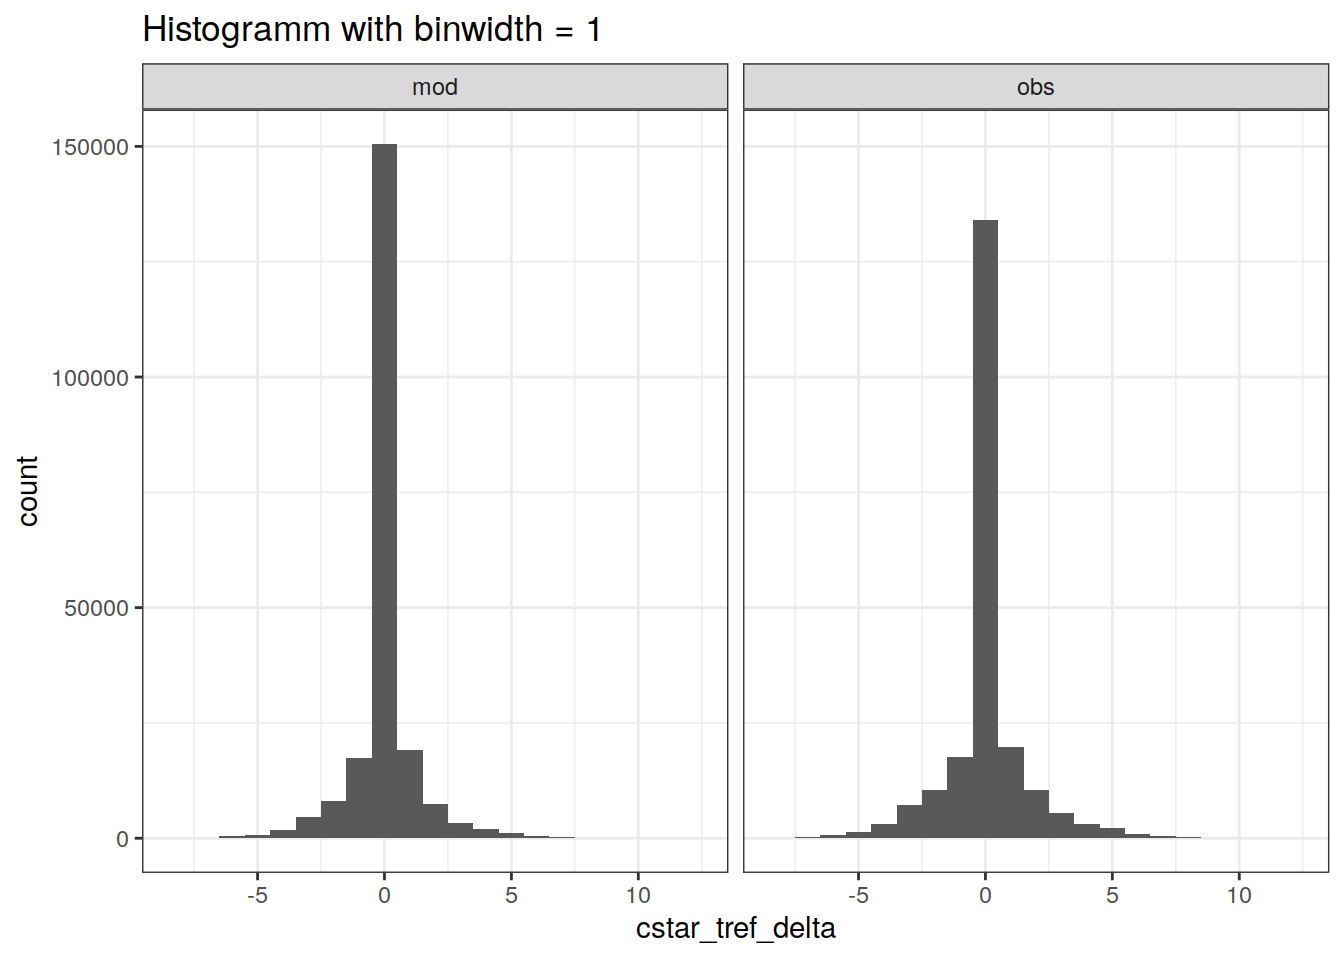 Histogramm with binwidth = 1
mod
obs
150000
100000
50000
0
count
-5
0
5
10
-5
0
5
10
cstar_tref_delta